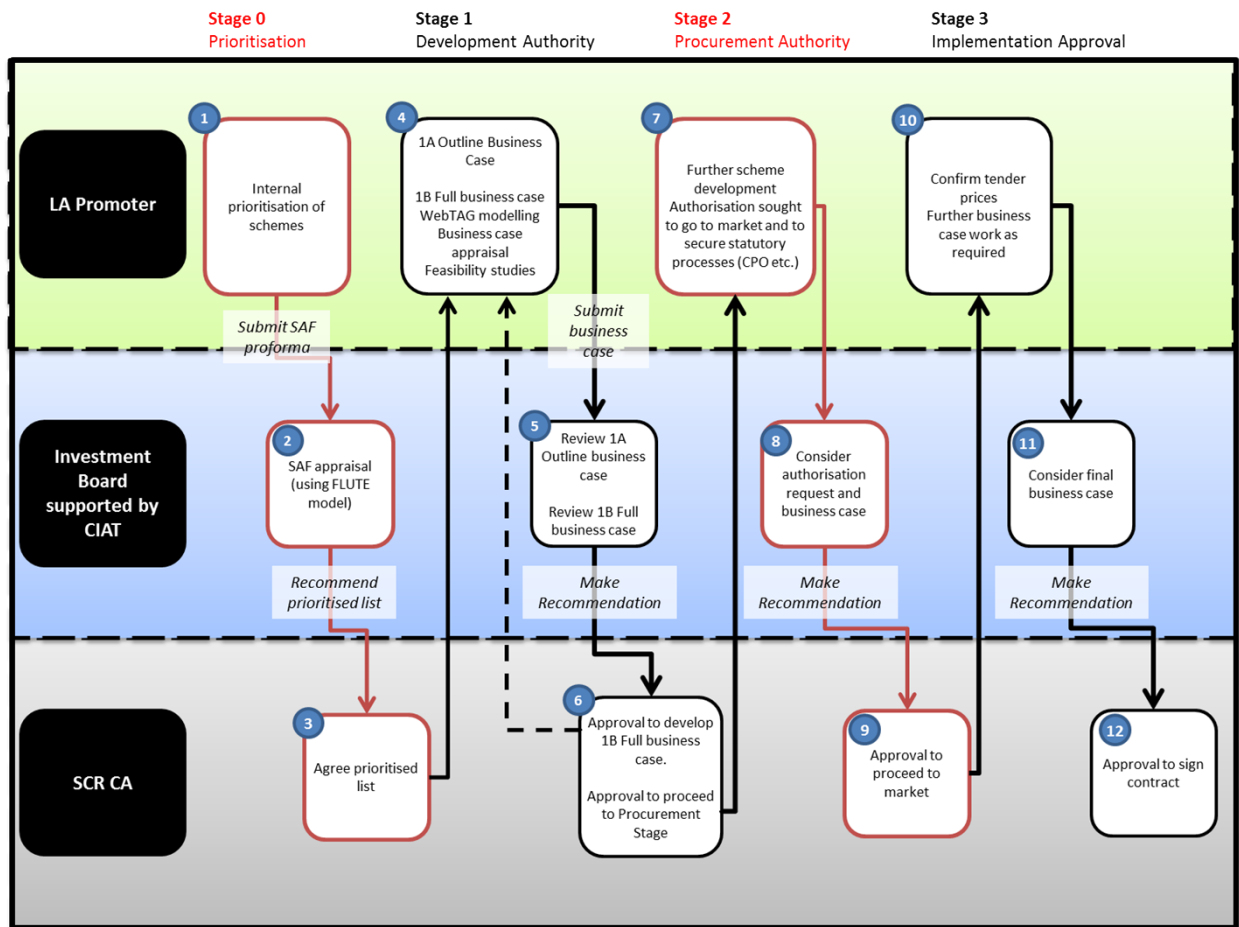 Stage 0
Prioritisation
Stage 1
Development Authority
Stage 2
Procurement Authority
Stage 3
Implementation Approval
LA Promoter
1
Internal
prioritisation of
schemes
4
1A Outline Business
Case
1B Full business case
WebTAG modelling
Business case
appraisal
Feasibility studies
7
Further scheme
development
Authorisation sought
to go to market and to
secure statutory
processes (CPO etc.)
10
Confirm tender
prices
Further business
case work as
required
Submit SAF
proforma
Submit
business
case
Investment
Board
supported by
CIAT
2
SAF appraisal
(using FLUTE
model)
5
Review 1A
Outline business
case
Review 1B Full
business case
8
Consider
authorisation
request and
business case
11
Consider final
business case
Recommend
prioritised list
Make
Recommendation
Make
Recommendation
Make
Recommendation
SCR CA
3
Agree prioritised
list
6
Approval to develop
1B Full business
case.
Approval to proceed
to Procurement
Stage
9
Approval to
proceed to
market
12
Approval to sign
contract